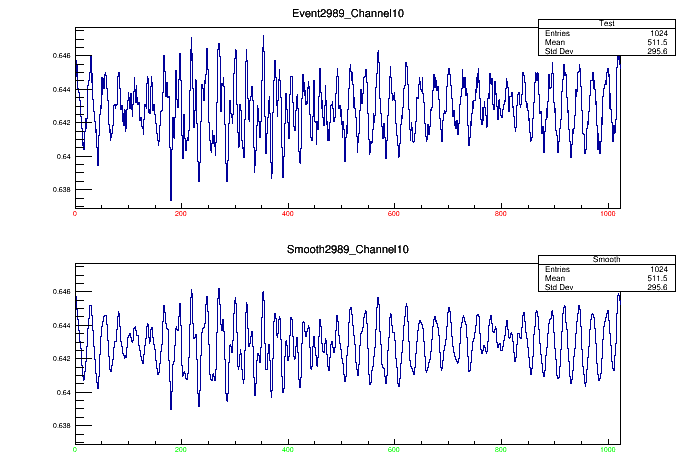 Event2989_Channel10
Test
Entries 1024
Mean 511.5
Std Dev 295.6
0.646
0.644
0.642
0.64
0.638
0 200 400 600 800 1000
Smooth2989_Channel10
Smooth
Entries 1024
Mean 511.5
Std Dev 295.6
0.646
0.644
0.642
0.64
0.638
0 200 400 600 800 1000